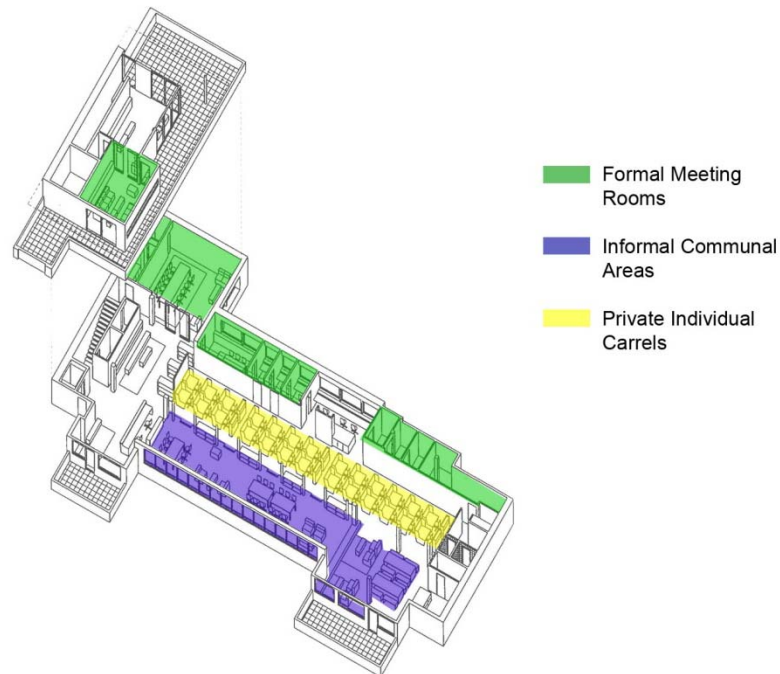 Formal Meeting
Rooms
Informal Communal
Areas
Private Individual
Carrels